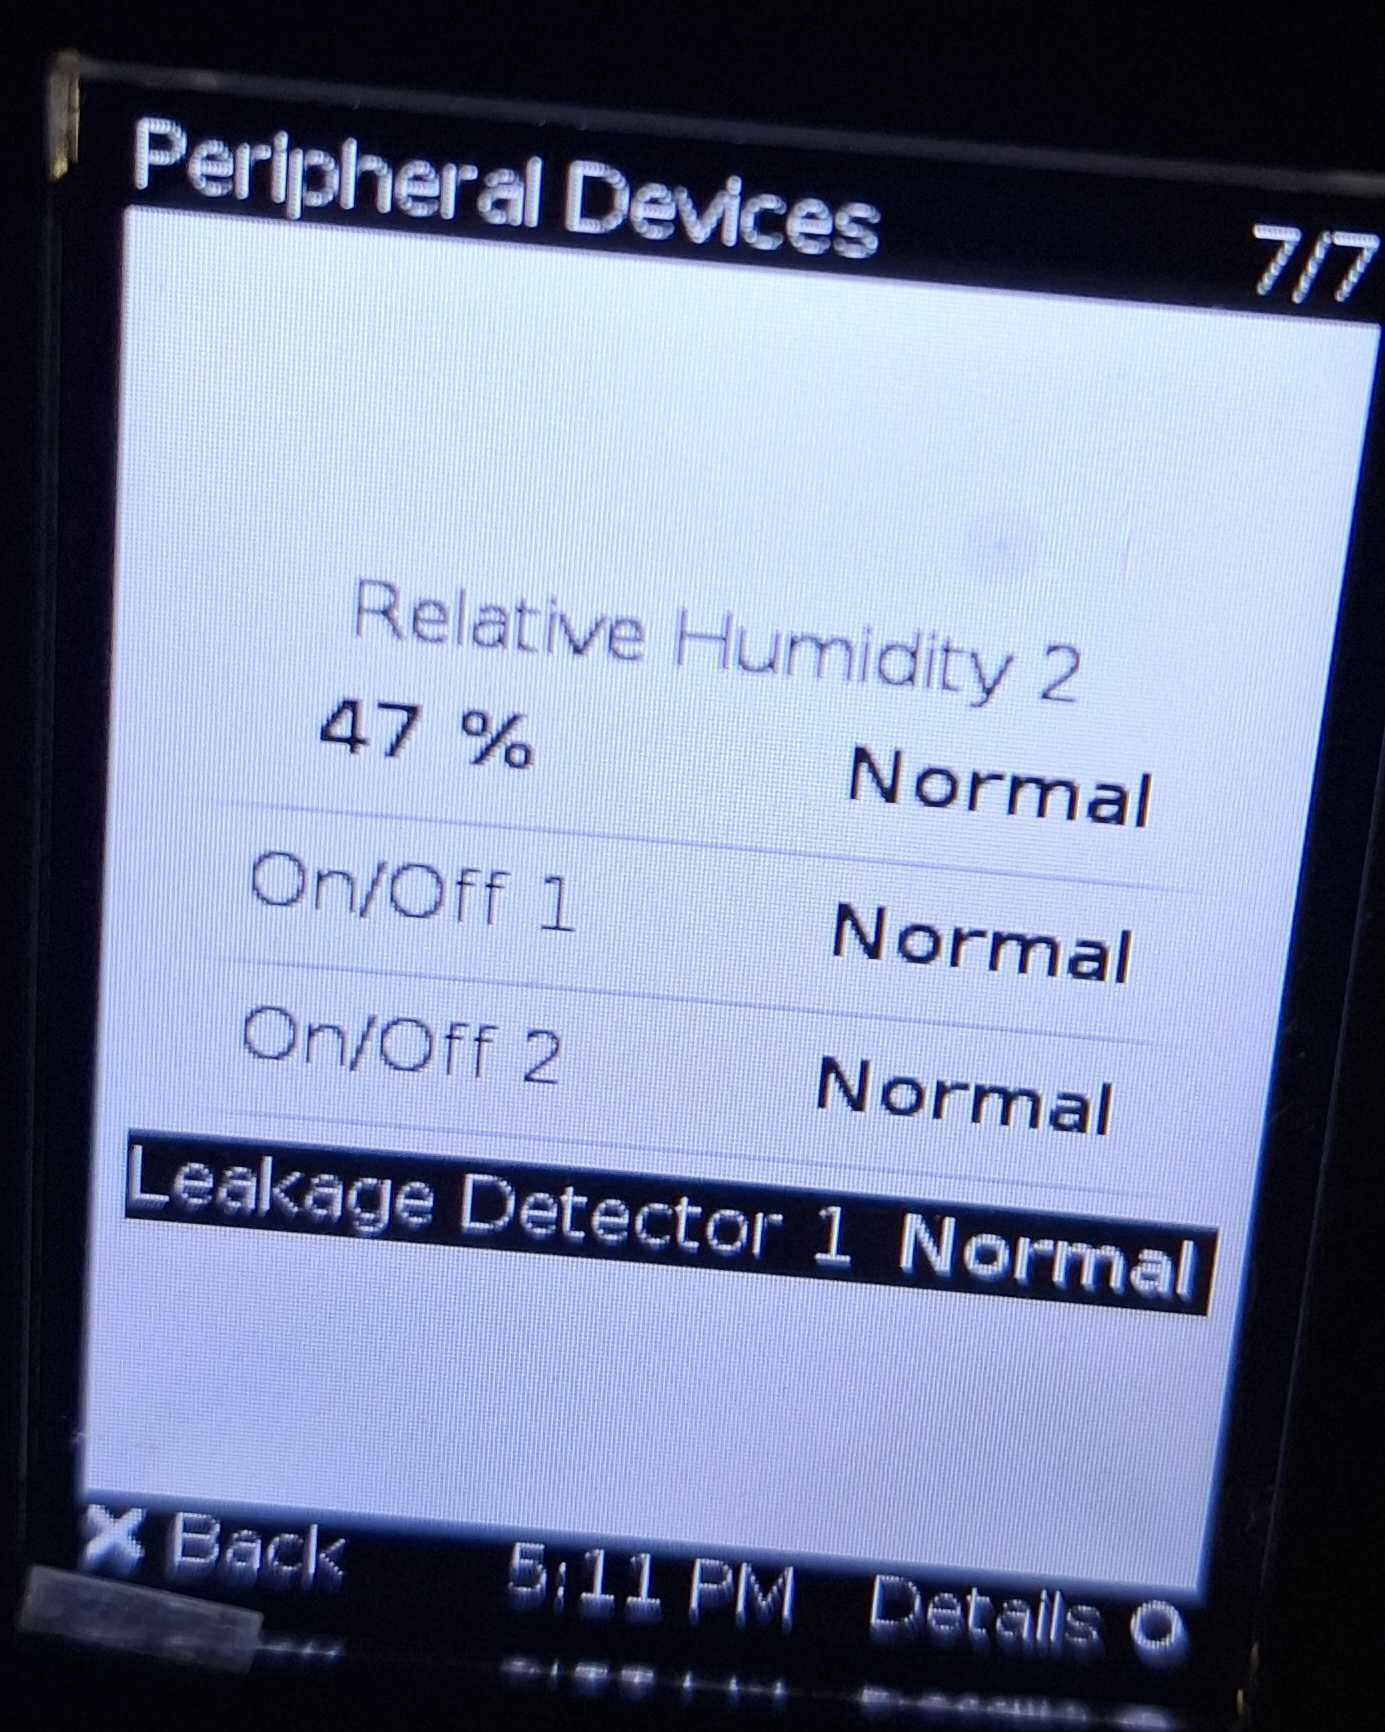 Peripheral Devices 7/7
Relative Humidity 2
47 % Normal
On/Off 1 Normal
On/Off 2 Normal
Leakage Detector 1 Normal
X Back 5:11 PM Details O